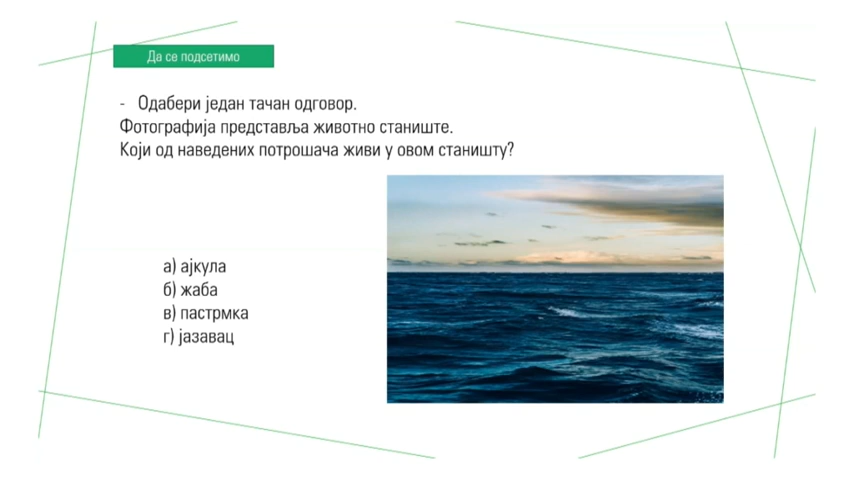 Да се подсетимо
- Одабери један тачан одговор.
Фотографија представља животно станиште.
Који од наведених потрошача живи у овом станишту?
а) ајкула
б) жаба
в) пастрмка
г) јазавац